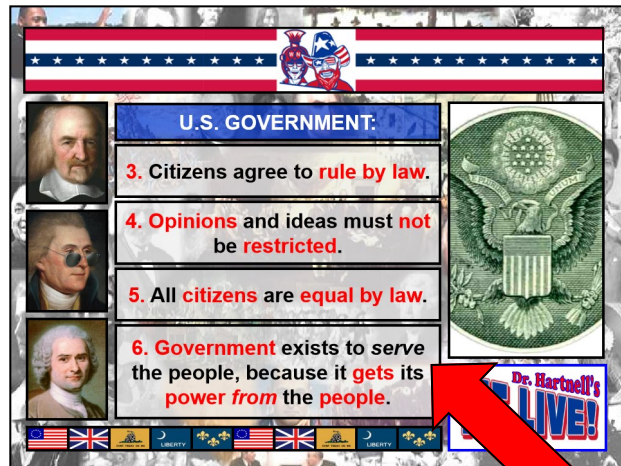 U.S. GOVERNMENT:
3. Citizens agree to rule by law.
4. Opinions and ideas must not
be restricted.
5. All citizens are equal by law.
6. Government exists to serve
the people, because it gets its
power from the people.
Dr. Hartnell's
LIVE!
LIBERTY
LIBERTY